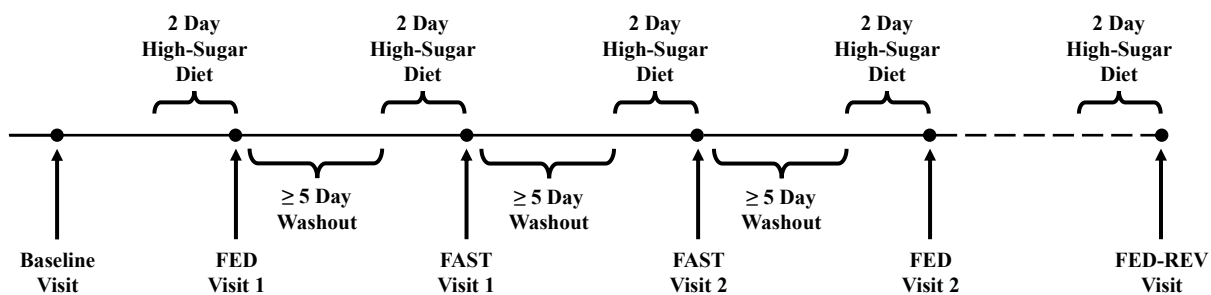 2 Day
High-Sugar
Diet
2 Day
High-Sugar
Diet
2 Day
High-Sugar
Diet
2 Day
High-Sugar
Diet
2 Day
High-Sugar
Diet
≥ 5 Day
Washout
≥ 5 Day
Washout
≥ 5 Day
Washout
Baseline
Visit
FED
Visit 1
FAST
Visit 1
FAST
Visit 2
FED
Visit 2
FED-REV
Visit